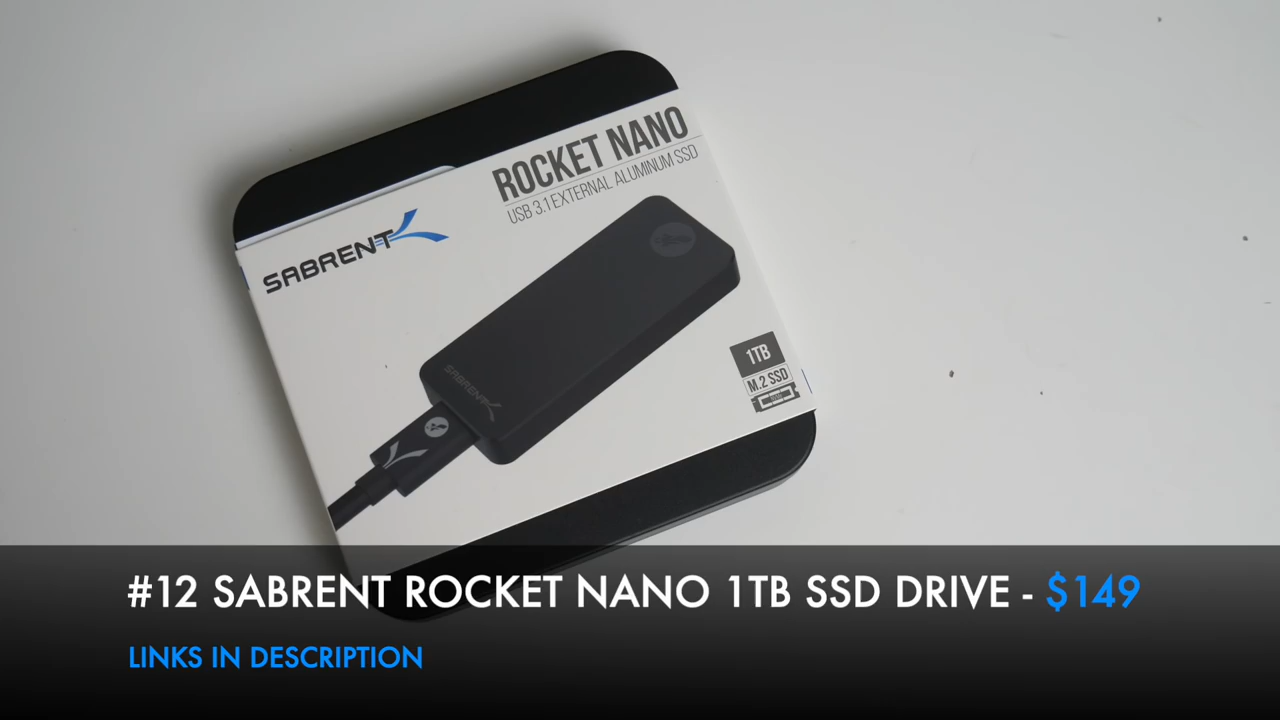 ROCKET NANO
USB 3.1 EXTERNAL ALUMINUM SSD
SABRENT
SABRENT
1TB
M.2 SSD
#12 SABRENT ROCKET NANO 1TB SSD DRIVE - $149
LINKS IN DESCRIPTION